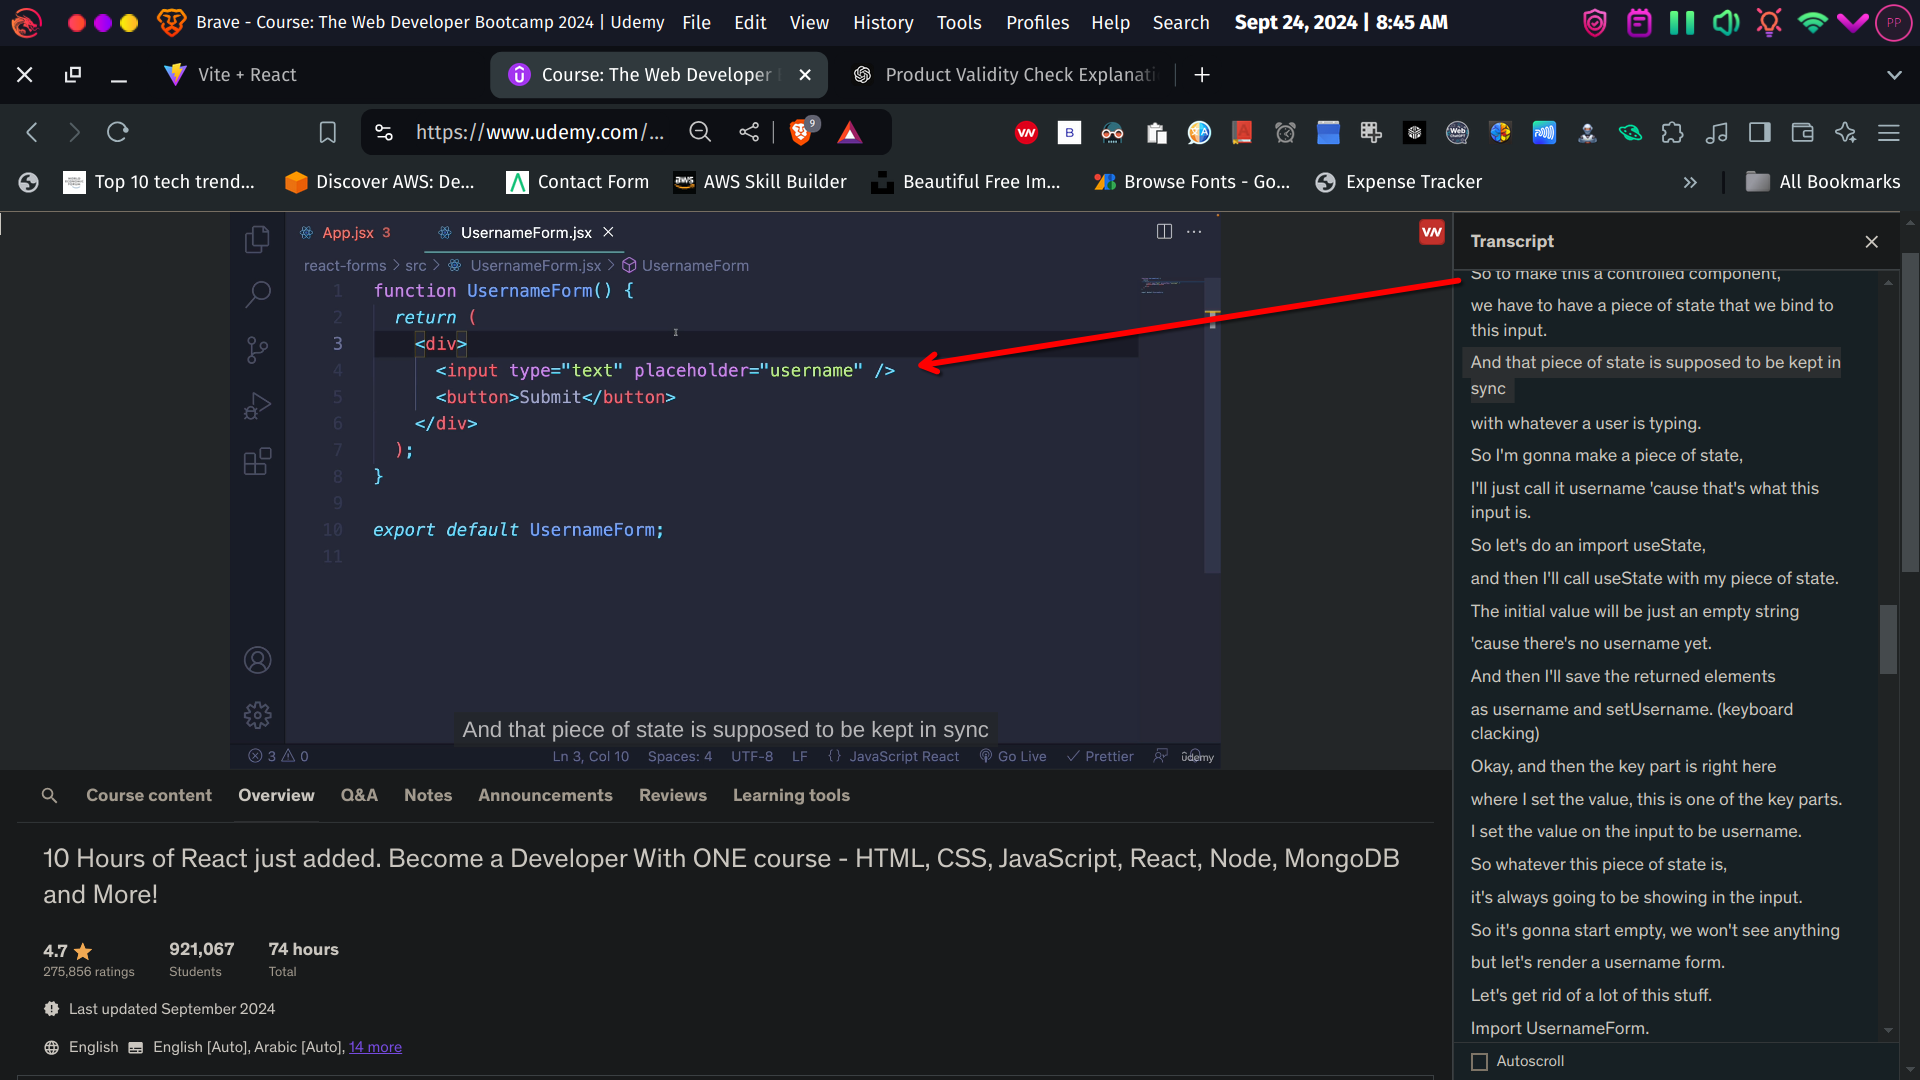 Brave - Course: The Web Developer Bootcamp 2024 | Udemy File Edit View History Tools Profiles Help Search Sept 24, 2024 | 8:45 AM PP
Vite + React
Course: The Web Developer
Product Validity Check Explanati
https://www.udemy.com/... 9
Top 10 tech trend...
Discover AWS: De...
Contact Form
AWS Skill Builder
Beautiful Free Im...
Browse Fonts - Go...
Expense Tracker
All Bookmarks
App.jsx 3
UsernameForm.jsx
react-forms > src > UsernameForm.jsx > UsernameForm
1 function UsernameForm() {
2 return (
3 <div>
4 <input type="text" placeholder="username" />
5 <button>Submit</button>
6 </div>
7 );
8 }
9
10 export default UsernameForm;
11
And that piece of state is supposed to be kept in sync
3 0 Ln 3, Col 10 Spaces: 4 UTF-8 LF {} JavaScript React Go Live Prettier udemy
Transcript
So to make this a controlled component,
we have to have a piece of state that we bind to
this input.
And that piece of state is supposed to be kept in
sync
with whatever a user is typing.
So I'm gonna make a piece of state,
I'll just call it username 'cause that's what this
input is.
So let's do an import useState,
and then I'll call useState with my piece of state.
The initial value will be just an empty string
'cause there's no username yet.
And then I'll save the returned elements
as username and setUsername. (keyboard
clacking)
Okay, and then the key part is right here
where I set the value, this is one of the key parts.
I set the value on the input to be username.
So whatever this piece of state is,
it's always going to be showing in the input.
So it's gonna start empty, we won't see anything
but let's render a username form.
Let's get rid of a lot of this stuff.
Import UsernameForm.
Autoscroll
Course content Overview Q&A Notes Announcements Reviews Learning tools
10 Hours of React just added. Become a Developer With ONE course - HTML, CSS, JavaScript, React, Node, MongoDB
and More!
4.7 921,067 74 hours
275,856 ratings Students Total
Last updated September 2024
English English [Auto], Arabic [Auto], 14 more